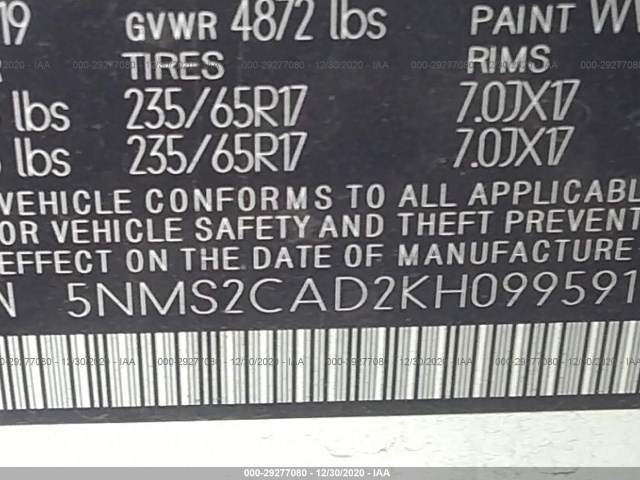 19 GVWR 4872 lbs PAINT W
TIRES RIMS
lbs 235/65R17 7.0JX17
lbs 235/65R17 7.0JX17
VEHICLE CONFORMS TO ALL APPLICABL
OR VEHICLE SAFETY AND THEFT PREVENT
EFFECT ON THE DATE OF MANUFACTURE
N 5NMS2CAD2KH099591
000-29277080 - 12/30/2020 - IAA